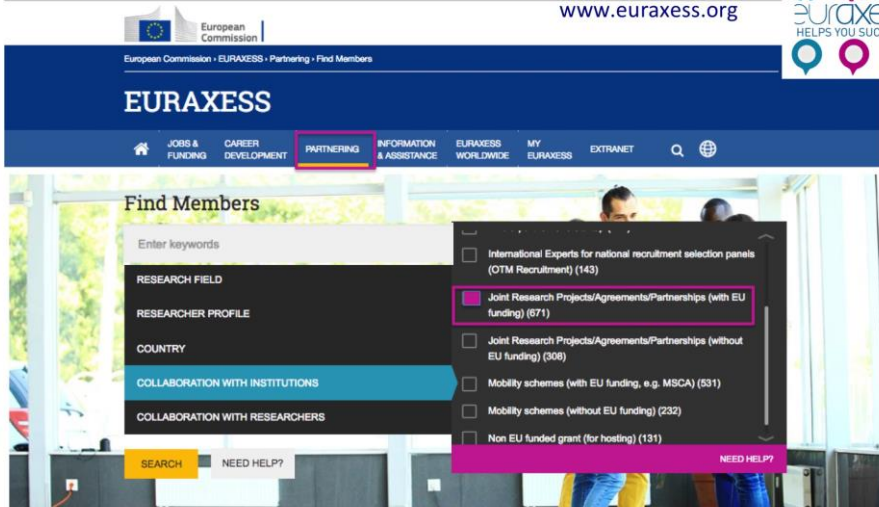 www.euraxess.org
European
Commission
HELPS YOU
European Commission › EURAXESS › Partnering › Find Members
EURAXESS
JOBS &
FUNDING
CAREER
DEVELOPMENT
PARTNERING
INFORMATION
& ASSISTANCE
EURAXESS
WORLDWIDE
MY
EURAXESS
EXTRANET
Find Members
Enter keywords
RESEARCH FIELD
RESEARCHER PROFILE
COUNTRY
COLLABORATION WITH INSTITUTIONS
COLLABORATION WITH RESEARCHERS
International Experts for national recruitment selection panels
(OTM Recruitment) (143)
Joint Research Projects/Agreements/Partnerships (with EU
funding) (671)
Joint Research Projects/Agreements/Partnerships (without
EU funding) (308)
Mobility schemes (with EU funding, e.g. MSCA) (531)
Mobility schemes (without EU funding) (232)
Non EU funded grant (for hosting) (131)
NEED HELP?
SEARCH
NEED HELP?